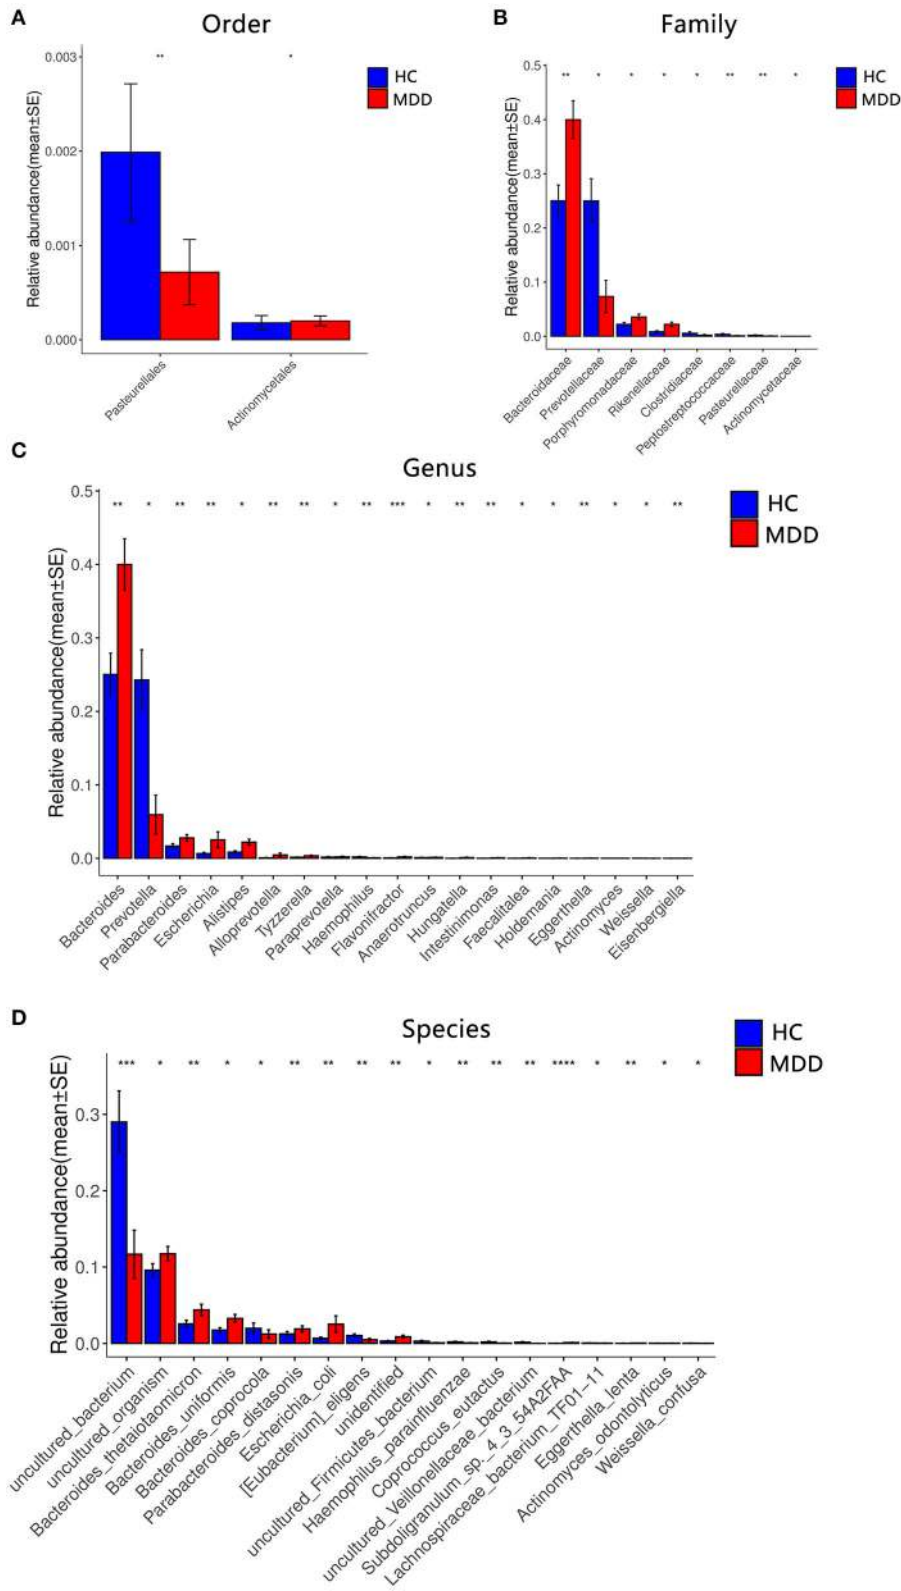 A
Order
Relative abundance(mean±SE)
0.003
0.002
0.001
0.000
**
*
HC
MDD
Pasteurellales
Actinomycetales
B
Family
Relative abundance(mean±SE)
0.5
0.4
0.3
0.2
0.1
0.0
** * * * * ** ** *
HC
MDD
Bacteroidaceae
Prevotellaceae
Porphyromonadaceae
Rikenellaceae
Clostridiaceae
Peptostreptococcaceae
Pasteurellaceae
Actinomycetaceae
C
Genus
Relative abundance(mean±SE)
0.5
0.4
0.3
0.2
0.1
0.0
** * ** ** * ** ** * ** *** * ** ** * * ** * * **
HC
MDD
Bacteroides
Prevotella
Parabacteroides
Escherichia
Alistipes
Alloprevotella
Tyzzerella
Paraprevotella
Haemophilus
Flavonifractor
Anaerotruncus
Hungatella
Intestinimonas
Faecalitalea
Holdemania
Eggerthella
Actinomyces
Weissella
Eisenbergiella
D
Species
Relative abundance(mean±SE)
0.3
0.2
0.1
0.0
*** * ** * * ** ** ** ** * ** ** ** **** * ** * *
HC
MDD
uncultured_bacterium
uncultured_organism
Bacteroides_thetaiotaomicron
Bacteroides_uniformis
Bacteroides_coprocola
Parabacteroides_distasonis
Escherichia_coli
[Eubacterium]_eligens
unidentified
uncultured_Firmicutes_bacterium
Haemophilus_parainfluenzae
Coprococcus_eutactus
uncultured_Veillonellaceae_bacterium
Subdoligranulum_sp._4_3_54A2FAA
Lachnospiraceae_bacterium_TF01-11
Eggerthella_lenta
Actinomyces_odontolyticus
Weissella_confusa